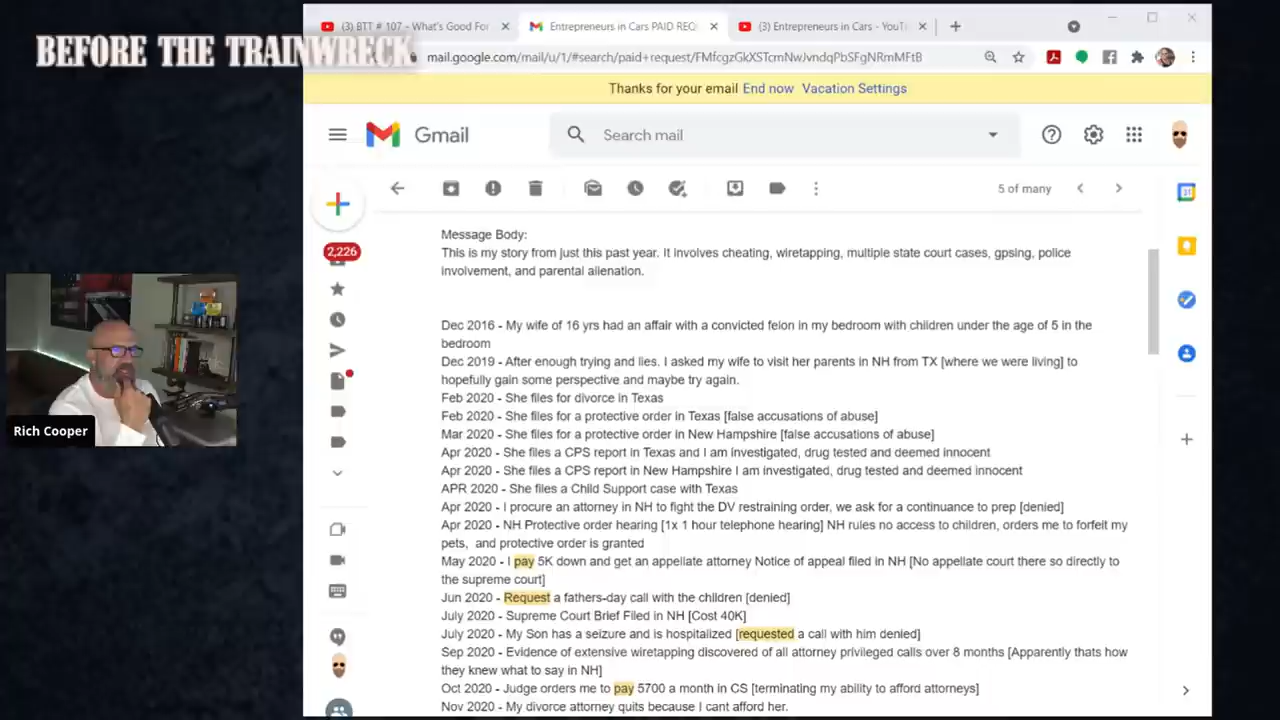 BEFORE THE TRAINWRECK
(3) BTT # 107 - What's Good For
Entrepreneurs in Cars PAID REQ
(3) Entrepreneurs in Cars - YouT
mail.google.com/mail/u/1/#search/paid+request/FMfcgzGkXSTcmNwJvndqPbSFgNRmMFtB
Thanks for your email End now Vacation Settings
Gmail
Search mail
5 of many
2,226
31
Message Body:
This is my story from just this past year. It involves cheating, wiretapping, multiple state court cases, gpsing, police
involvement, and parental alienation.
Dec 2016 - My wife of 16 yrs had an affair with a convicted felon in my bedroom with children under the age of 5 in the
bedroom
Dec 2019 - After enough trying and lies. I asked my wife to visit her parents in NH from TX [where we were living] to
hopefully gain some perspective and maybe try again.
Feb 2020 - She files for divorce in Texas
Feb 2020 - She files for a protective order in Texas [false accusations of abuse]
Mar 2020 - She files for a protective order in New Hampshire [false accusations of abuse]
Apr 2020 - She files a CPS report in Texas and I am investigated, drug tested and deemed innocent
Apr 2020 - She files a CPS report in New Hampshire I am investigated, drug tested and deemed innocent
APR 2020 - She files a Child Support case with Texas
Apr 2020 - I procure an attorney in NH to fight the DV restraining order, we ask for a continuance to prep [denied]
Apr 2020 - NH Protective order hearing [1x 1 hour telephone hearing] NH rules no access to children, orders me to forfeit my
pets, and protective order is granted
May 2020 - I pay 5K down and get an appellate attorney Notice of appeal filed in NH [No appellate court there so directly to
the supreme court]
Jun 2020 - Request a fathers-day call with the children [denied]
July 2020 - Supreme Court Brief Filed in NH [Cost 40K]
July 2020 - My Son has a seizure and is hospitalized [requested a call with him denied]
Sep 2020 - Evidence of extensive wiretapping discovered of all attorney privileged calls over 8 months [Apparently thats how
they knew what to say in NH]
Oct 2020 - Judge orders me to pay 5700 a month in CS [terminating my ability to afford attorneys]
Nov 2020 - My divorce attorney quits because I cant afford her.
Rich Cooper